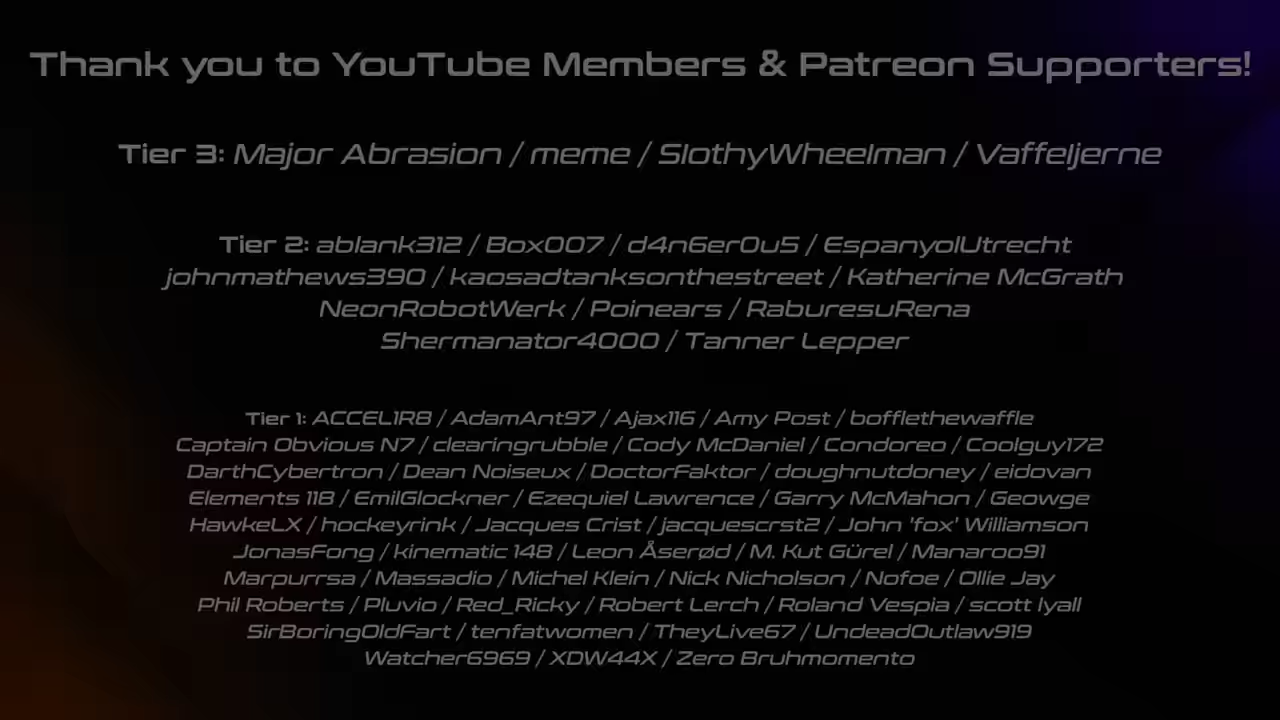 Thank you to YouTube Members & Patreon Supporters!
Tier 3: Major Abrasion / meme / SlothyWheelman / Vaffeljerne
Tier 2: ablank312 / Box007 / d4n6er0u5 / EspanyolUtrecht
johnmathews390 / kaosadtanksonthestreet / Katherine McGrath
NeonRobotWerk / Poinears / RaburesuRena
Shermanator4000 / Tanner Lepper
Tier 1: ACCEL1R8 / AdamAnt97 / Ajax116 / Amy Post / bofflethewaffle
Captain Obvious N7 / clearingrubble / Cody McDaniel / Condoreo / Coolguy172
DarthCybertron / Dean Noiseux / DoctorFaktor / doughnutdoney / eidovan
Elements 118 / EmilGlockner / Ezequiel Lawrence / Garry McMahon / Geowge
HawkeLX / hockeyrink / Jacques Crist / jacquescrst2 / John 'fox' Williamson
JonasFong / kinematic 148 / Leon Åserød / M. Kut Gürel / Manaroo91
Marpurrsa / Massadio / Michel Klein / Nick Nicholson / Nofoe / Ollie Jay
Phil Roberts / Pluvio / Red_Ricky / Robert Lerch / Roland Vespia / scott lyall
SirBoringOldFart / tenfatwomen / TheyLive67 / UndeadOutlaw919
Watcher6969 / XDW44X / Zero Bruhmomento